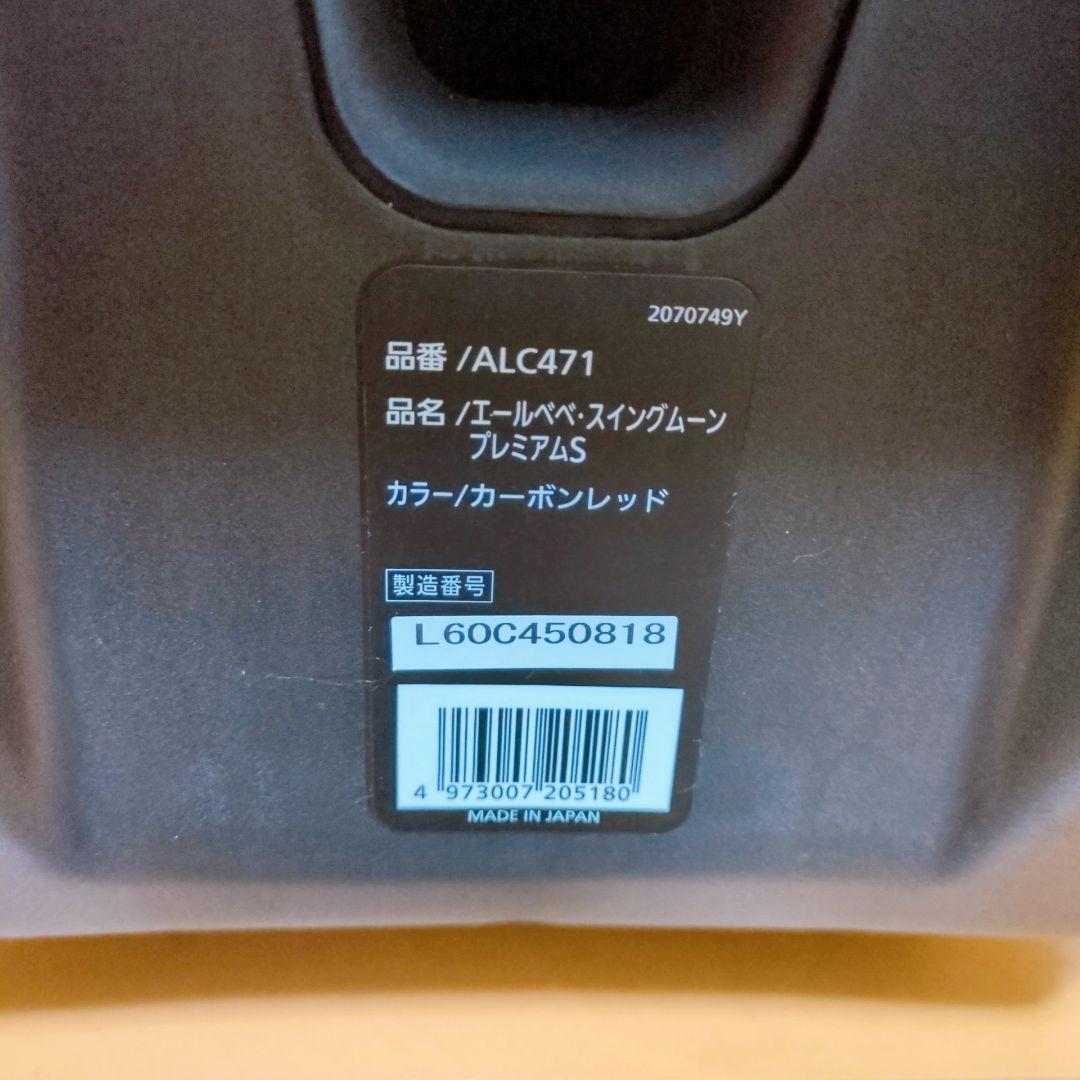 2070749Y
品番 /ALC471
品名 /エールベベ・スイングムーン
プレミアムS
カラー/カーボンレッド
製造番号
L60C450818
4 973007 205180
MADE IN JAPAN